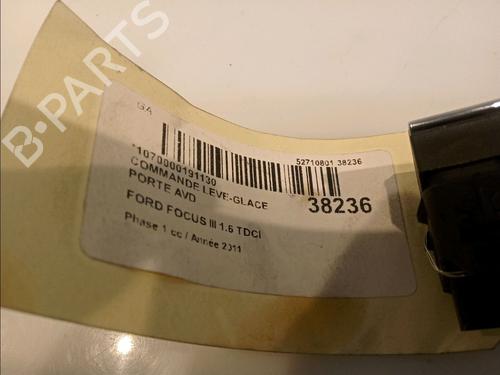 B-PARTS
GA
*1070000191130
52710801 38236
COMMANDE LEVE-GLACE
PORTE AVD
38236
FORD FOCUS III 1.6 TDCI
Phase 1 cc / Année 2011